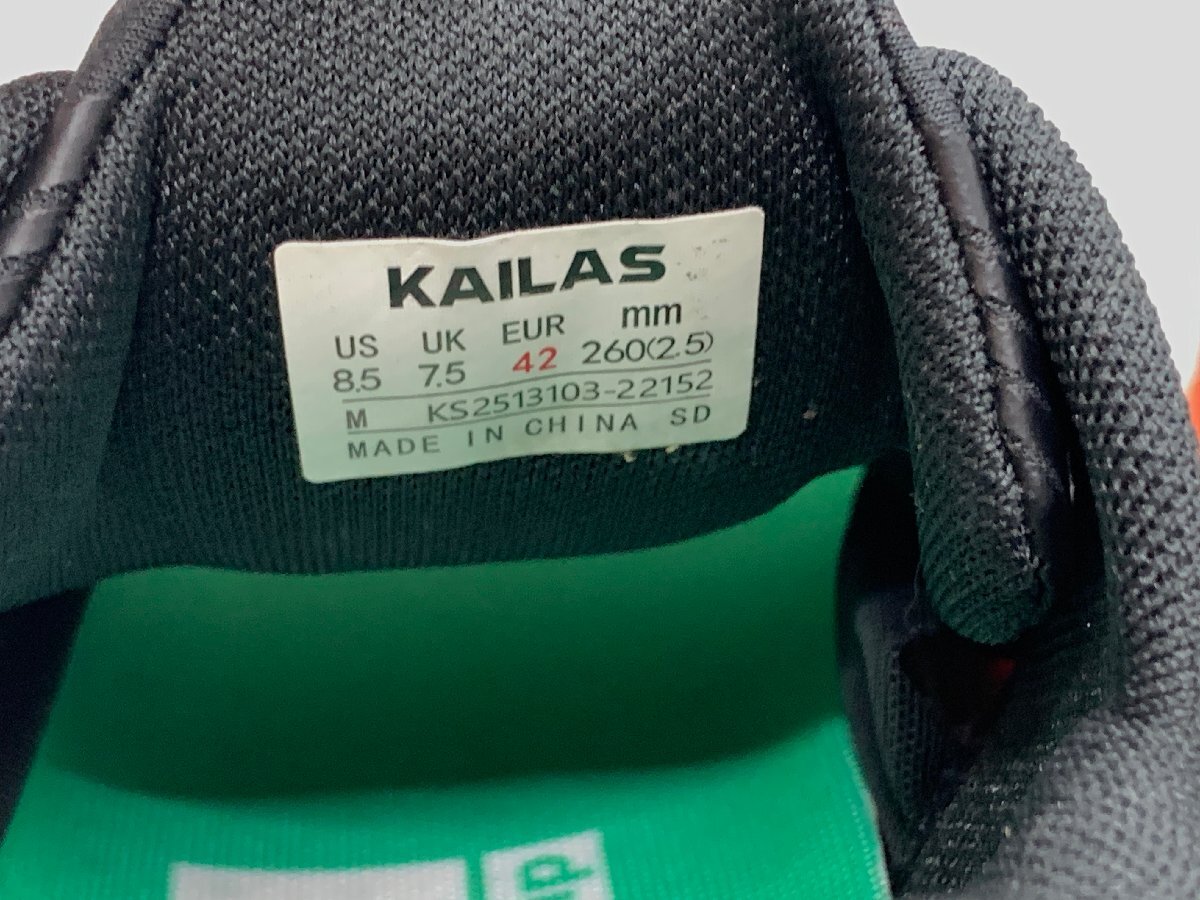 KAILAS
US UK EUR mm
8.5 7.5 42 260(2.5)
M KS2513103-22152
MADE IN CHINA SD